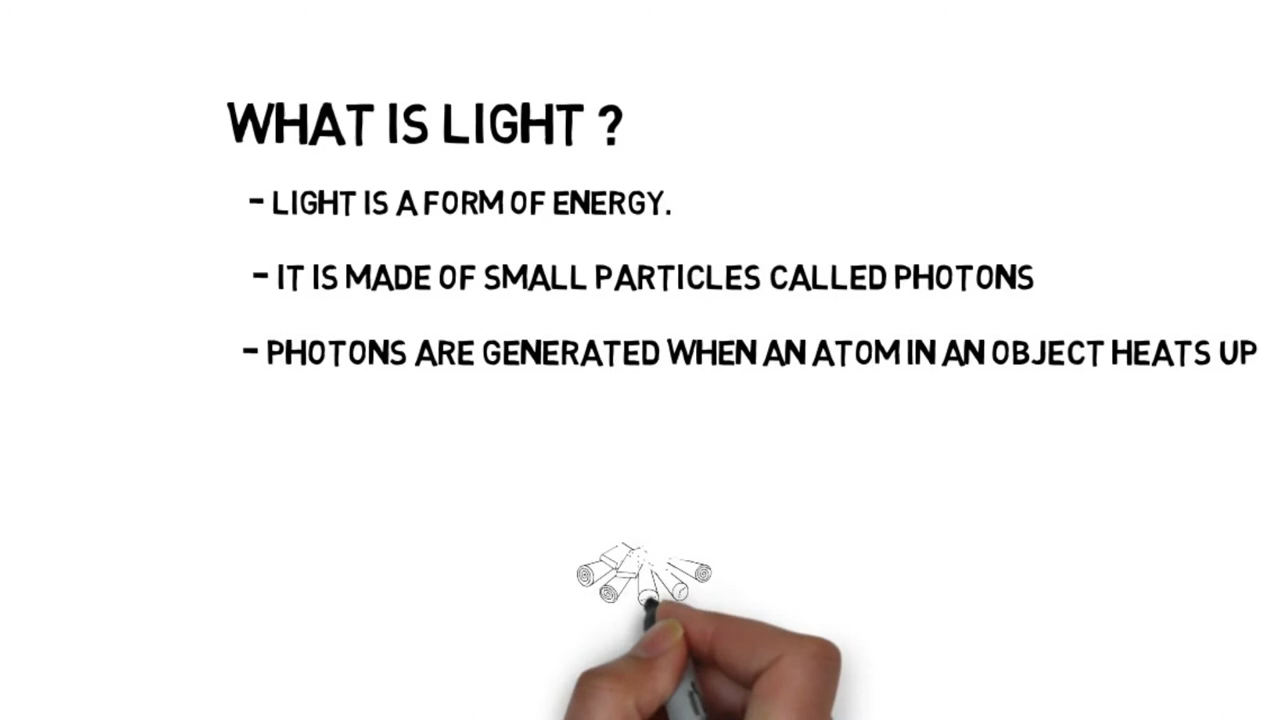 WHAT IS LIGHT ?
- LIGHT IS A FORM OF ENERGY.
- IT IS MADE OF SMALL PARTICLES CALLED PHOTONS
- PHOTONS ARE GENERATED WHEN AN ATOM IN AN OBJECT HEATS UP